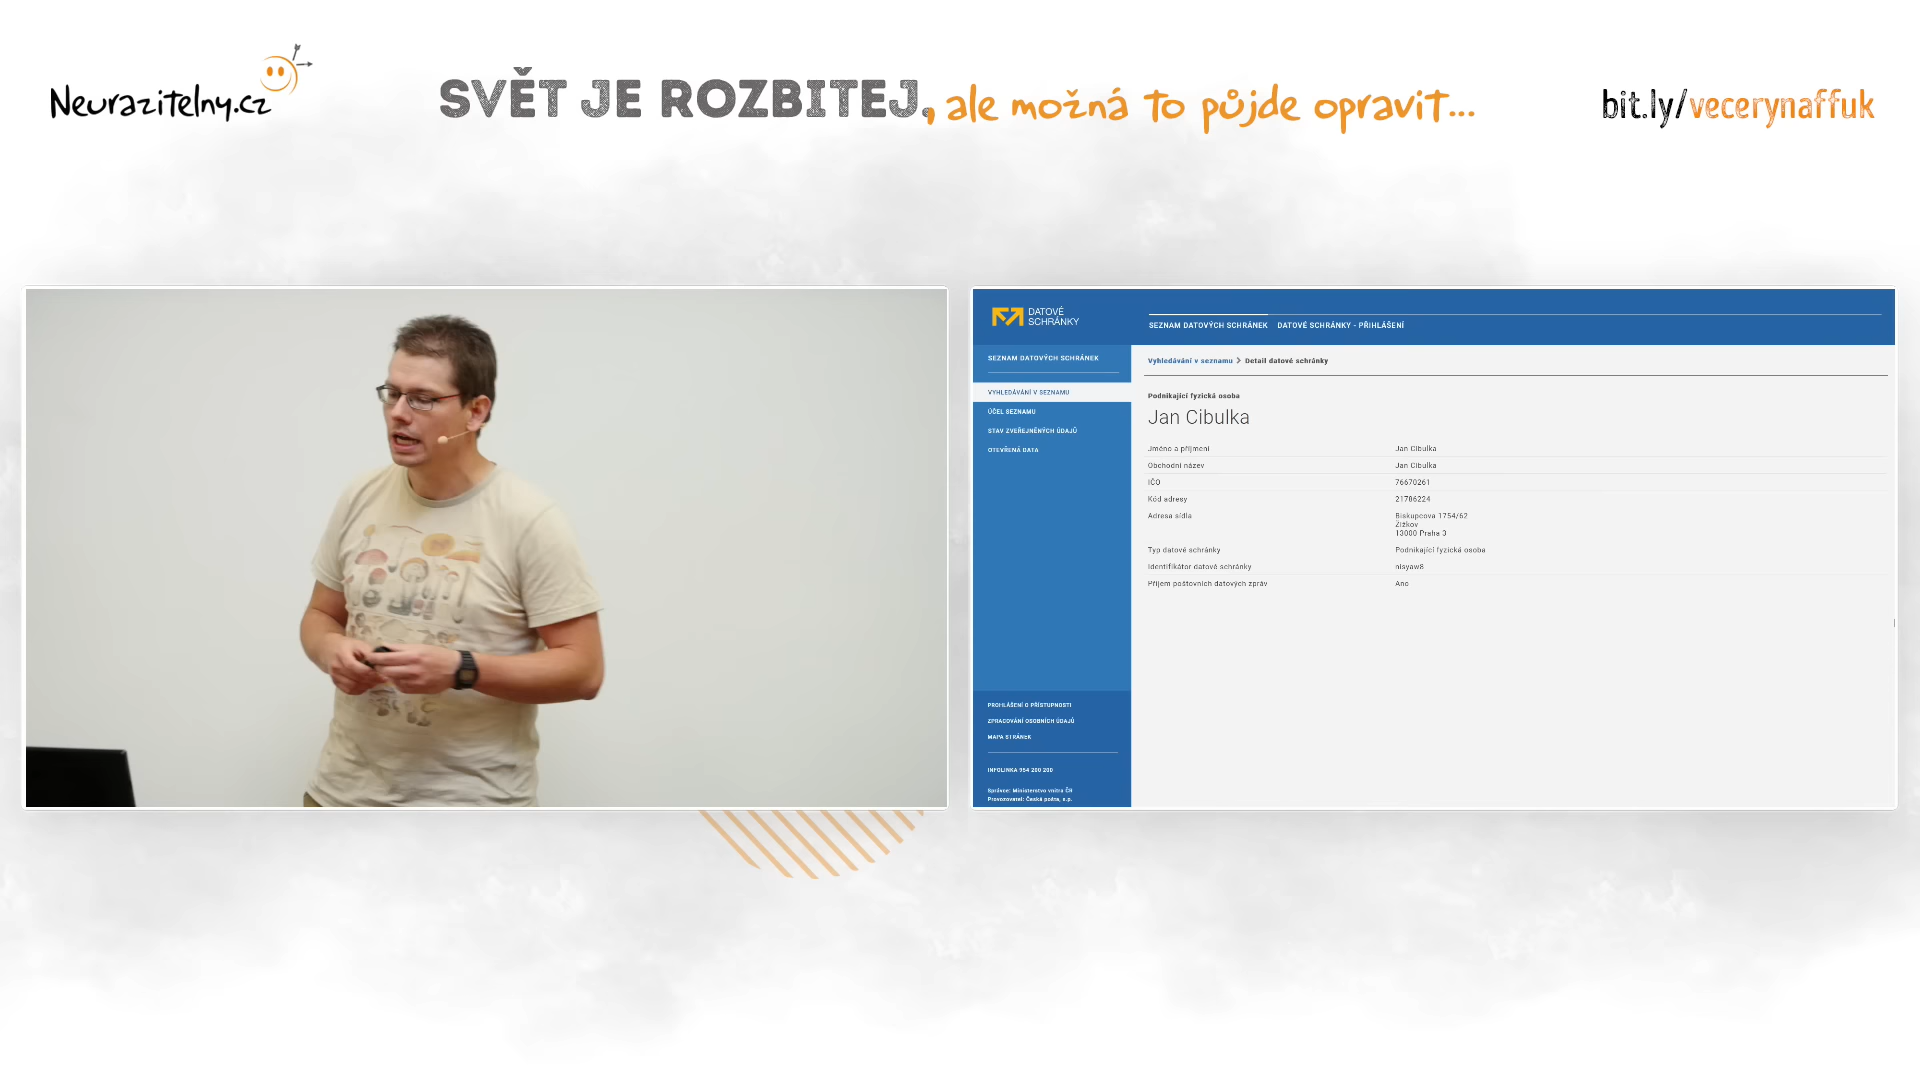 Neurazitelny.cz
SVĚT JE ROZBITEJ, ale možná to půjde opravit...
bit.ly/vecerynaffuk
DATOVÉ
SCHRÁNKY
SEZNAM DATOVÝCH SCHRÁNEK DATOVÉ SCHRÁNKY - PŘIHLÁŠENÍ
SEZNAM DATOVÝCH SCHRÁNEK
VYHLEDÁVÁNÍ V SEZNAMU
ÚČEL SEZNAMU
STAV ZVEŘEJNĚNÝCH ÚDAJŮ
OTEVŘENÁ DATA
PROHLÁŠENÍ O PŘÍSTUPNOSTI
ZPRACOVÁNÍ OSOBNÍCH ÚDAJŮ
MAPA STRÁNEK
INFOLINKA 954 200 200
Správce: Ministerstvo vnitra ČR
Provozovatel: Česká pošta, s.p.
Vyhledávání v seznamu > Detail datové schránky
Podnikající fyzická osoba
Jan Cibulka
Jméno a příjmení Jan Cibulka
Obchodní název Jan Cibulka
IČO 76670261
Kód adresy 21786224
Adresa sídla Biskupcova 1754/62
Žižkov
13000 Praha 3
Typ datové schránky Podnikající fyzická osoba
Identifikátor datové schránky nisyaw8
Příjem poštovních datových zpráv Ano